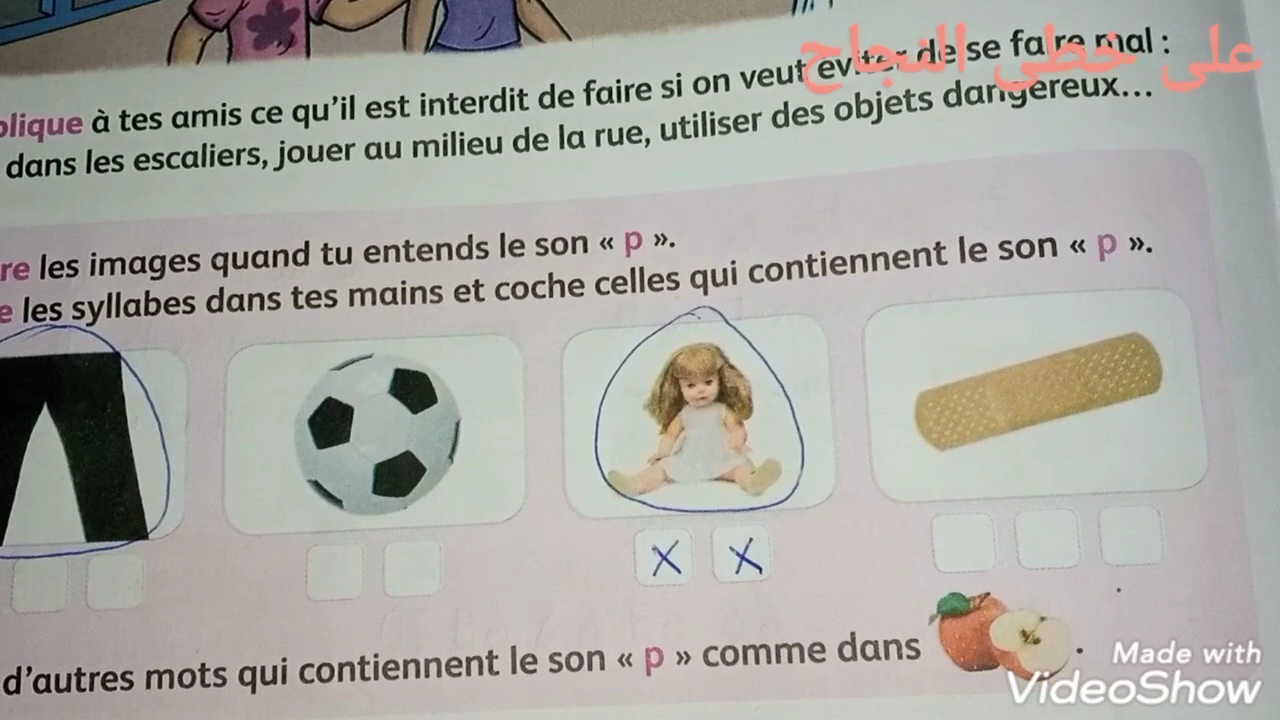 على خطى النجاح
plique à tes amis ce qu'il est interdit de faire si on veut éviter de se faire mal :
dans les escaliers, jouer au milieu de la rue, utiliser des objets dangereux...
re les images quand tu entends le son « p ».
e les syllabes dans tes mains et coche celles qui contiennent le son « p ».
X X
d'autres mots qui contiennent le son « p » comme dans .
Made with
VideoShow